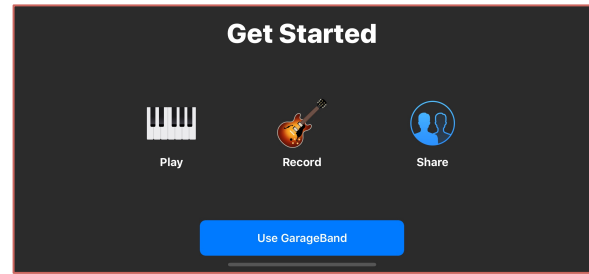 Get Started
Play
Record
Share
Use GarageBand